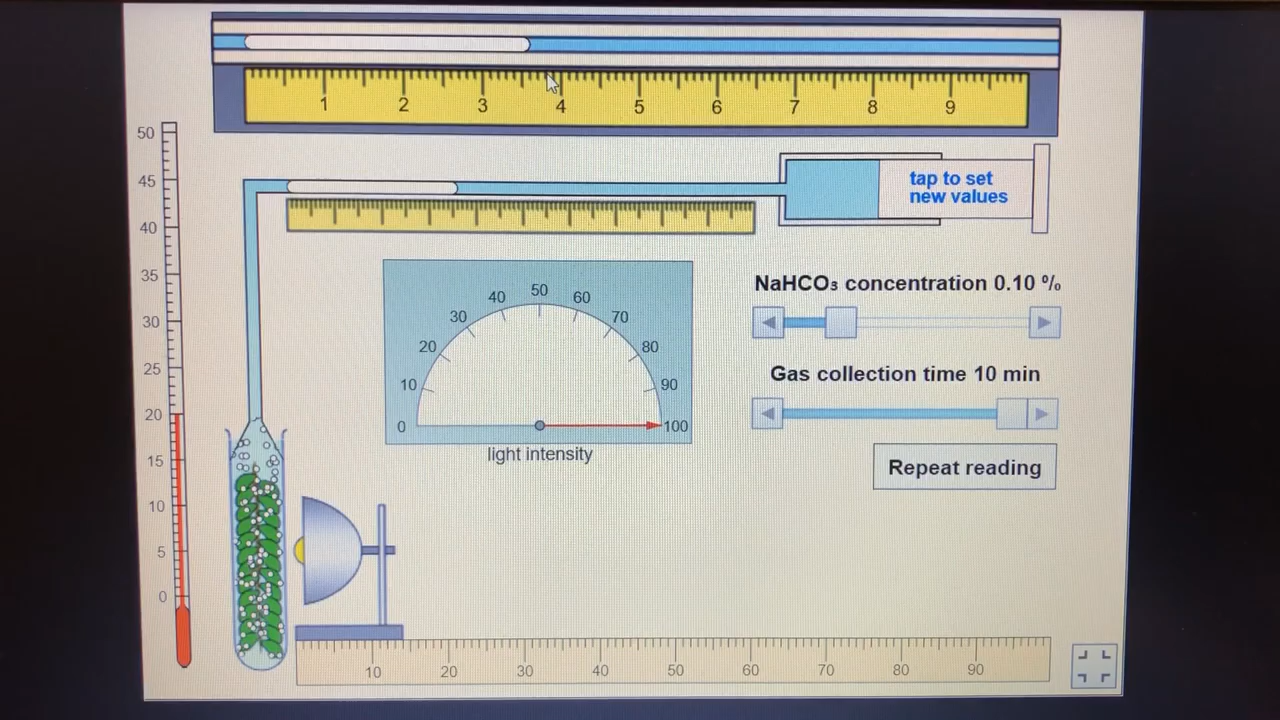 1 2 3 4 5 6 7 8 9
50
45
40
35
30
25
20
15
10
5
0
tap to set
new values
0 10 20 30 40 50 60 70 80 90 100
light intensity
NaHCO₃ concentration 0.10 %
Gas collection time 10 min
Repeat reading
10 20 30 40 50 60 70 80 90